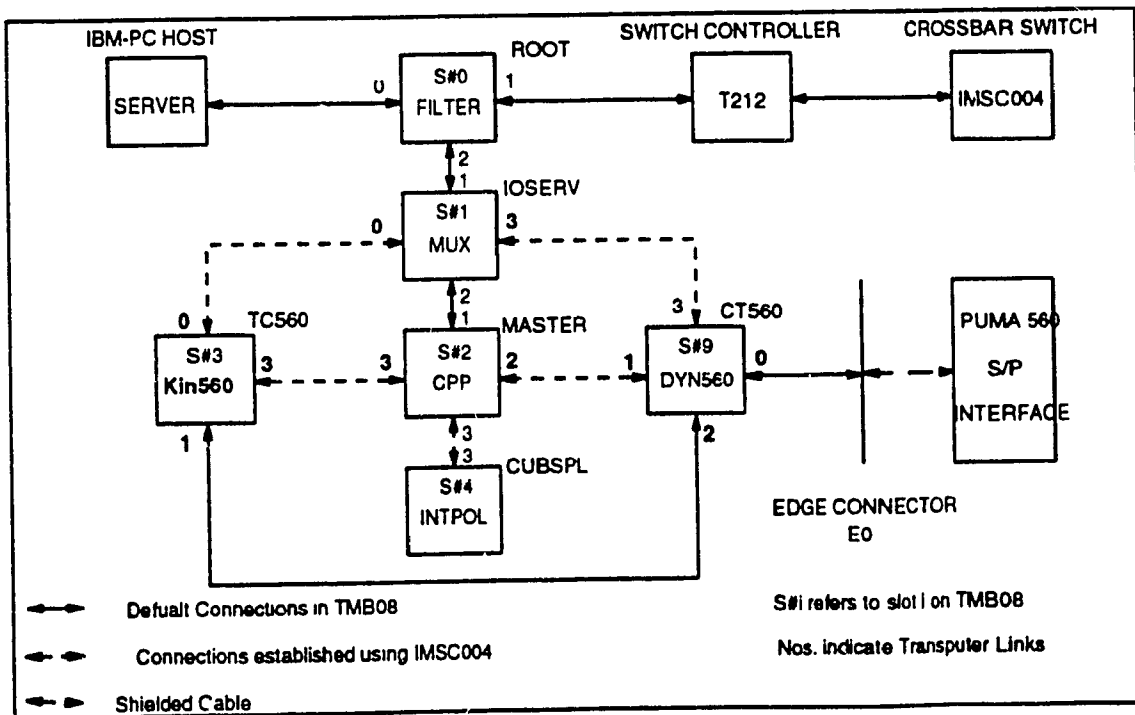 IBM-PC HOST
ROOT
SWITCH CONTROLLER
CROSSBAR SWITCH
SERVER
0
S#0
FILTER
1
T212
IMSC004
2
1
IOSERV
0
S#1
MUX
3
2
1
0
TC560
MASTER
3
CT560
S#3
Kin560
3
3
S#2
CPP
2
1
S#9
DYN560
0
PUMA 560
S/P
INTERFACE
1
3
3
2
CUBSPL
S#4
INTPOL
EDGE CONNECTOR
E0
Defualt Connections in TMB08
S#i refers to slot i on TMB08
Connections established using IMSC004
Nos. indicate Transputer Links
Shielded Cable